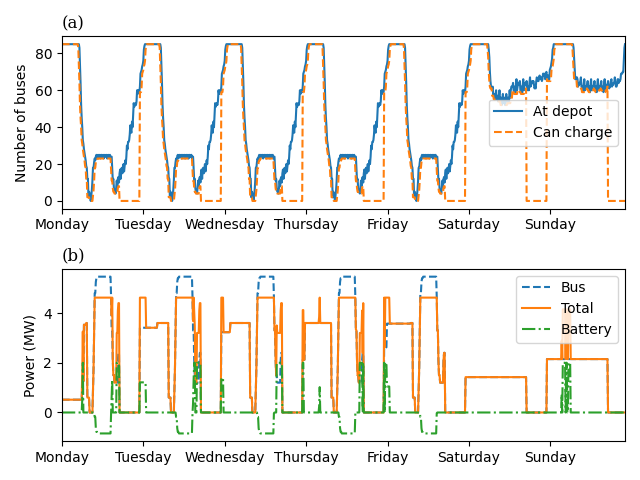 (a)
Number of buses
80
60
40
20
0
At depot
Can charge
Monday Tuesday Wednesday Thursday Friday Saturday Sunday
(b)
Power (MW)
4
2
0
Bus
Total
Battery
Monday Tuesday Wednesday Thursday Friday Saturday Sunday